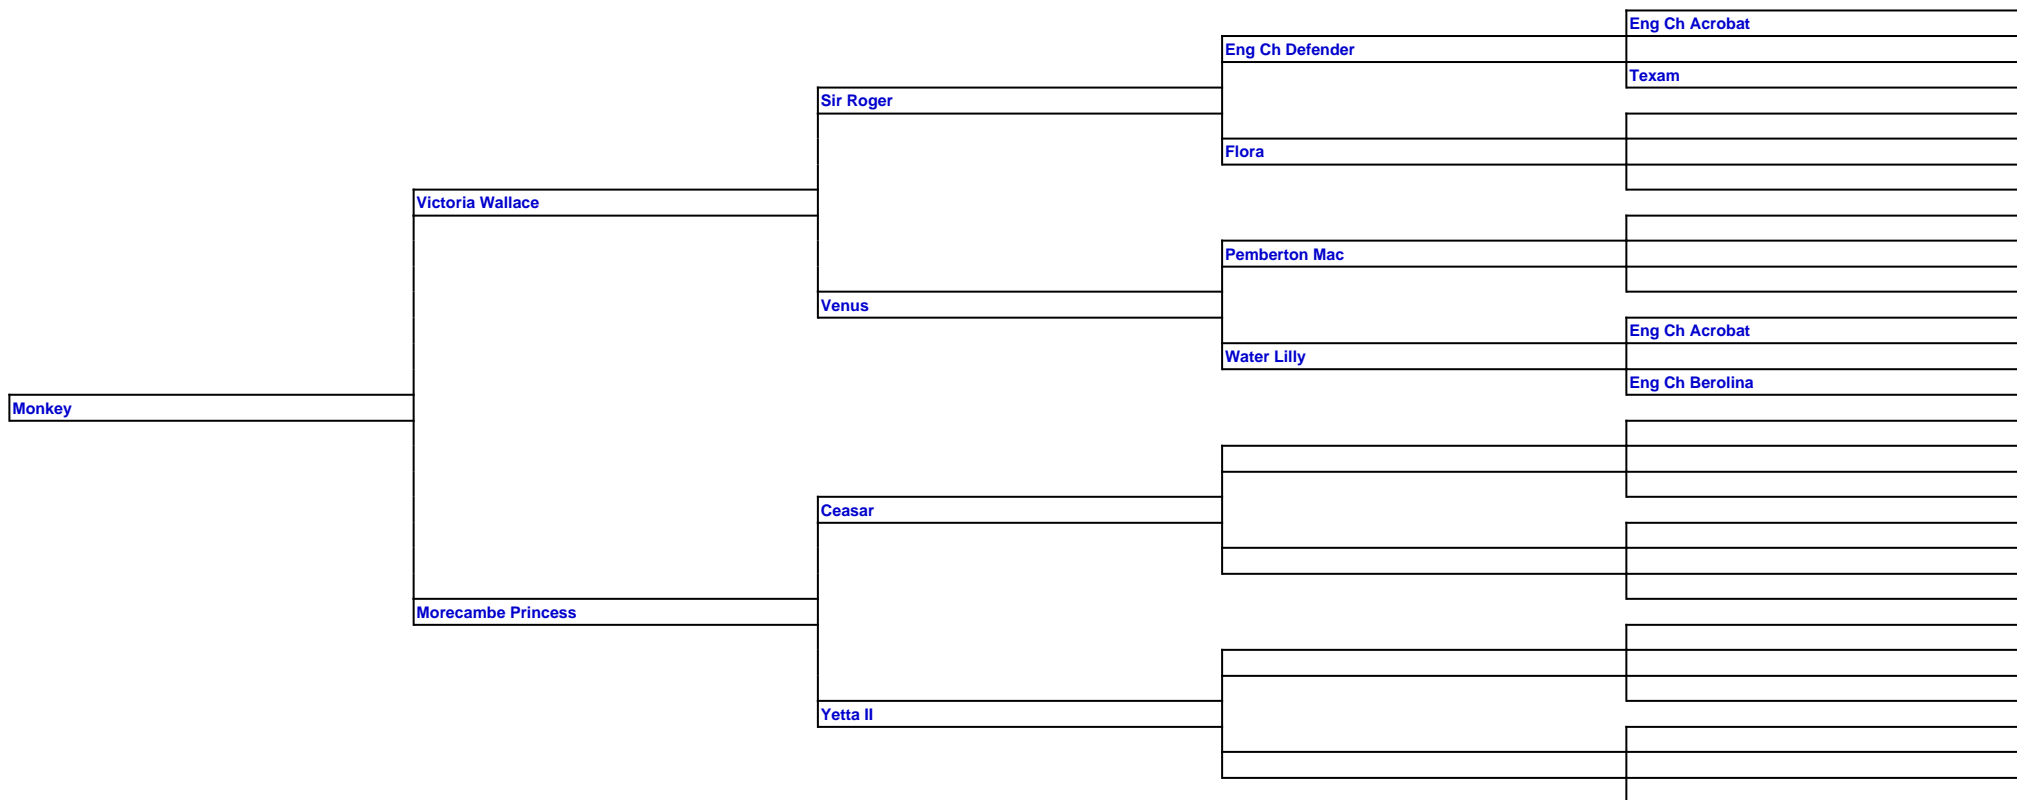 Eng Ch Acrobat
Eng Ch Defender
Texam
Sir Roger
Flora
Victoria Wallace
Pemberton Mac
Venus
Eng Ch Acrobat
Water Lilly
Eng Ch Berolina
Monkey
Ceasar
Morecambe Princess
Yetta II